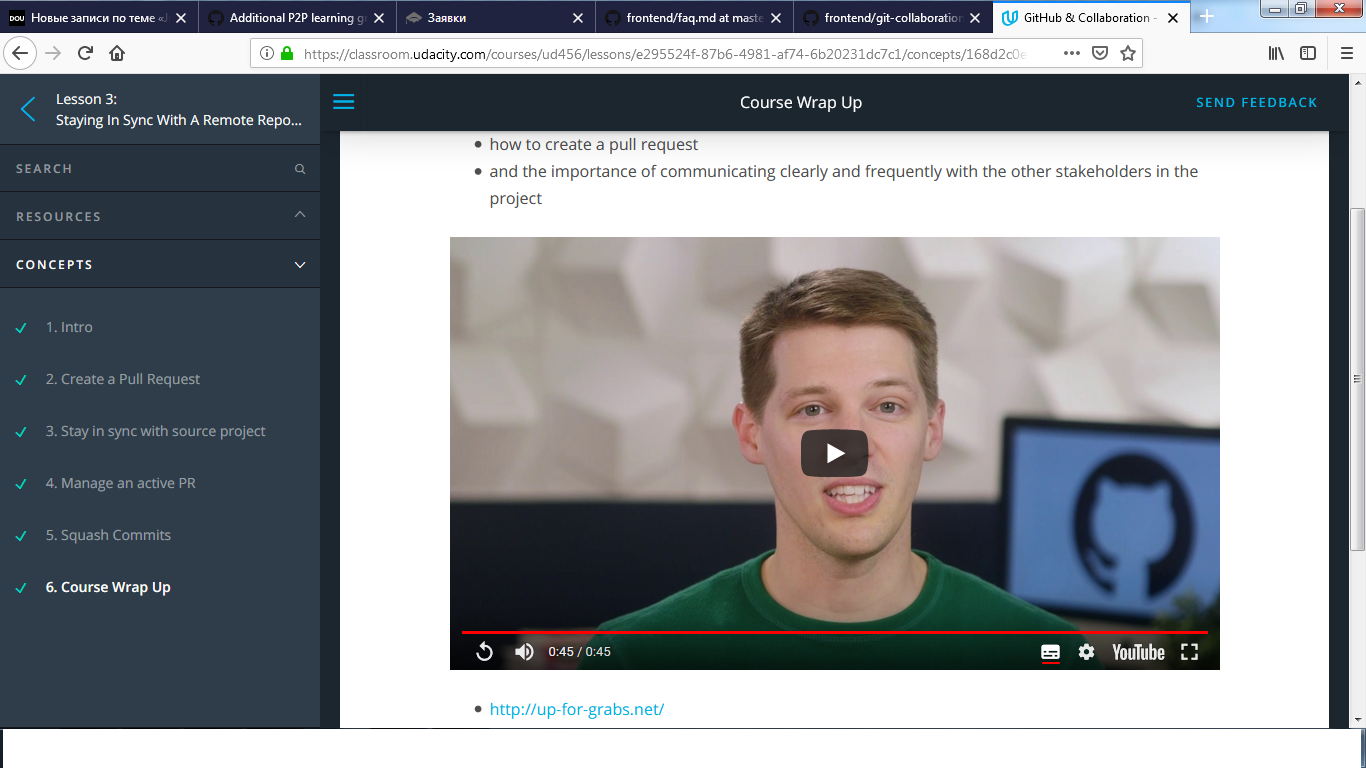 DOU Новые записи по теме «J
Additional P2P learning gr
Заявки
frontend/faq.md at maste
frontend/git-collaboration
GitHub & Collaboration -
https://classroom.udacity.com/courses/ud456/lessons/e295524f-87b6-4981-af74-6b20231dc7c1/concepts/168d2c0e
Lesson 3:
Staying In Sync With A Remote Repo...
Course Wrap Up
SEND FEEDBACK
SEARCH
RESOURCES
CONCEPTS
1. Intro
2. Create a Pull Request
3. Stay in sync with source project
4. Manage an active PR
5. Squash Commits
6. Course Wrap Up
how to create a pull request
and the importance of communicating clearly and frequently with the other stakeholders in the
project
0:45 / 0:45
YouTube
http://up-for-grabs.net/